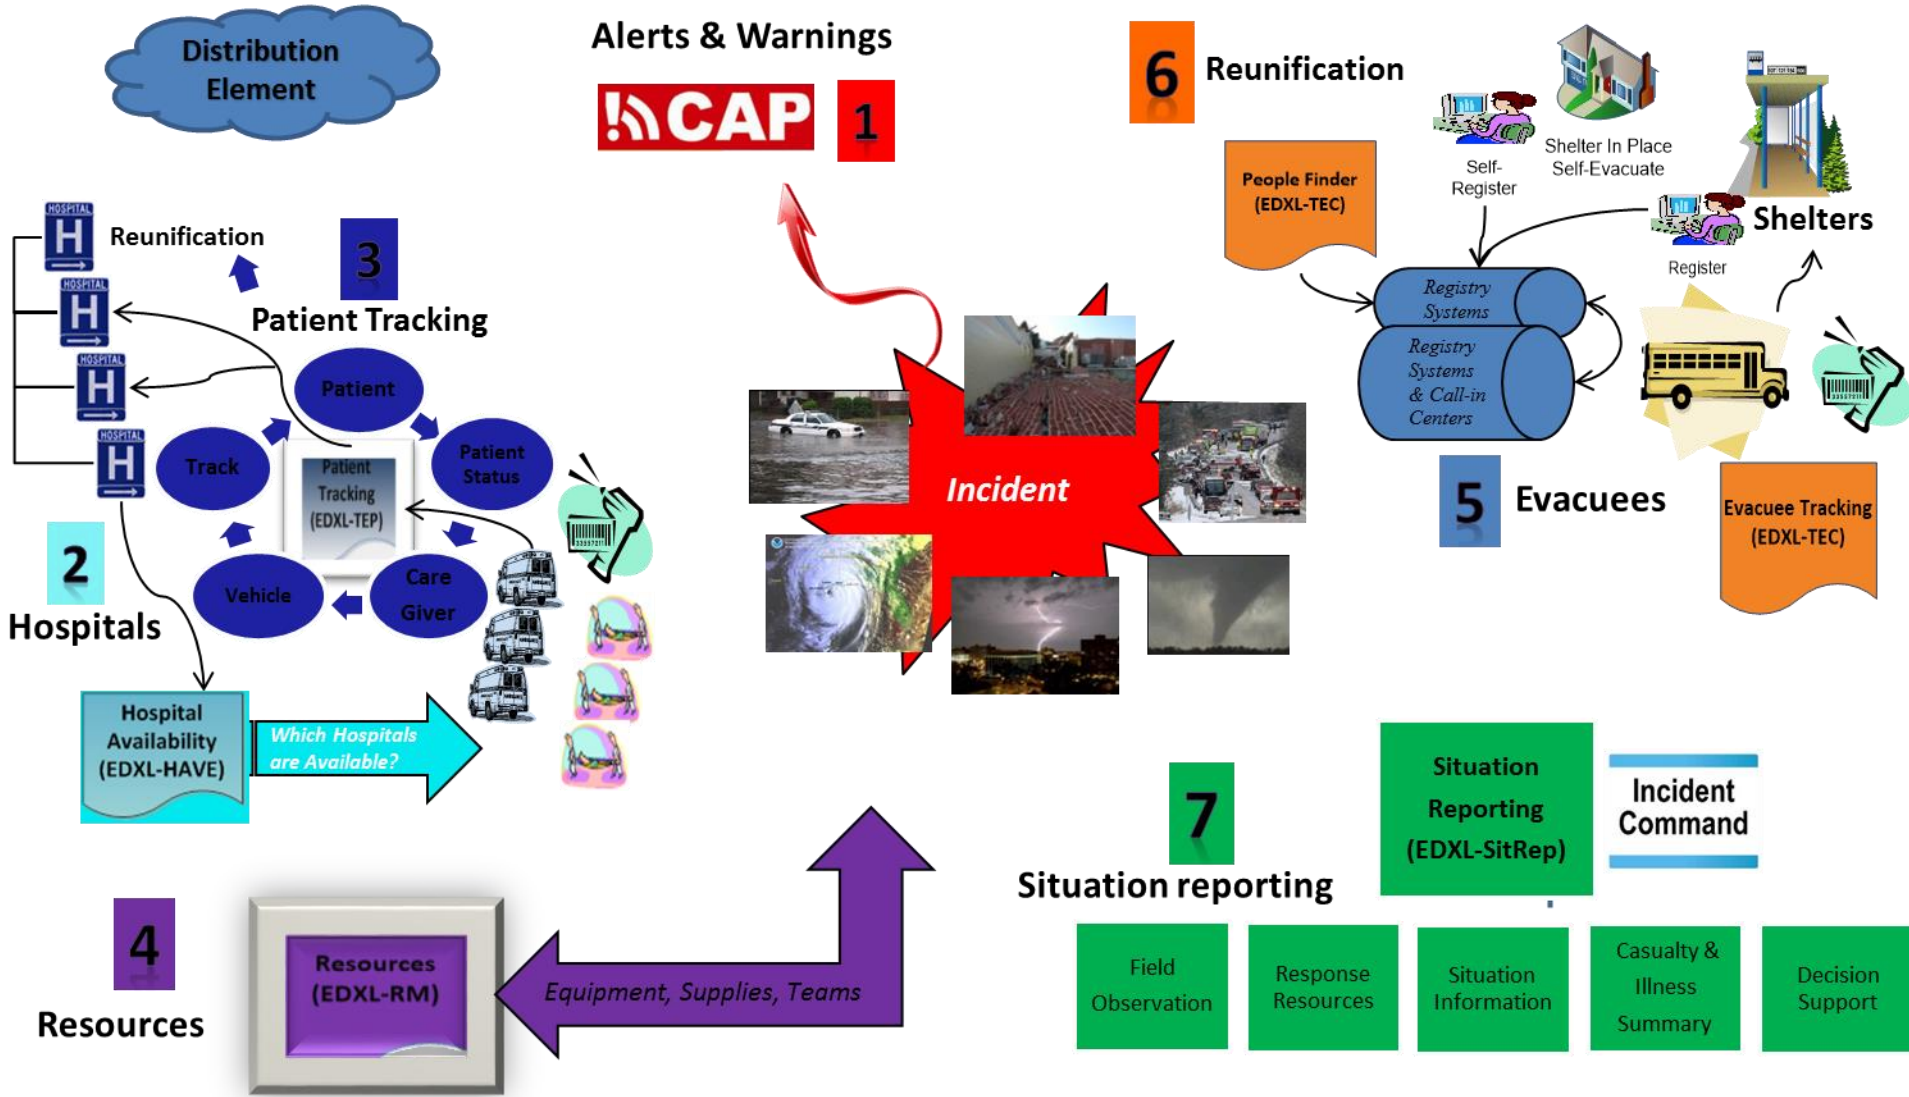 Distribution
Element
Alerts & Warnings
CAP
1
6
Reunification
Self-
Register
Shelter In Place
Self-Evacuate
People Finder
(EDXL-TEC)
Shelters
Register
Registry
Systems
Registry
Systems
& Call-in
Centers
5
Evacuees
Evacuee Tracking
(EDXL-TEC)
HOSPITAL
H
HOSPITAL
H
HOSPITAL
H
HOSPITAL
H
Reunification
3
Patient Tracking
Patient
Patient
Status
Care
Giver
Vehicle
Track
Patient
Tracking
(EDXL-TEP)
2
Hospitals
Hospital
Availability
(EDXL-HAVE)
Which Hospitals
are Available?
Incident
4
Resources
Resources
(EDXL-RM)
Equipment, Supplies, Teams
7
Situation reporting
Situation
Reporting
(EDXL-SitRep)
Incident
Command
Field
Observation
Response
Resources
Situation
Information
Casualty &
Illness
Summary
Decision
Support